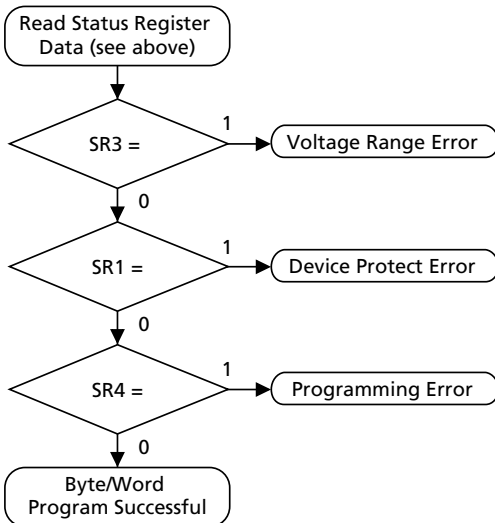 Read Status Register
Data (see above)
1
SR3 =
Voltage Range Error
0
1
SR1 =
Device Protect Error
0
1
SR4 =
Programming Error
0
Byte/Word
Program Successful